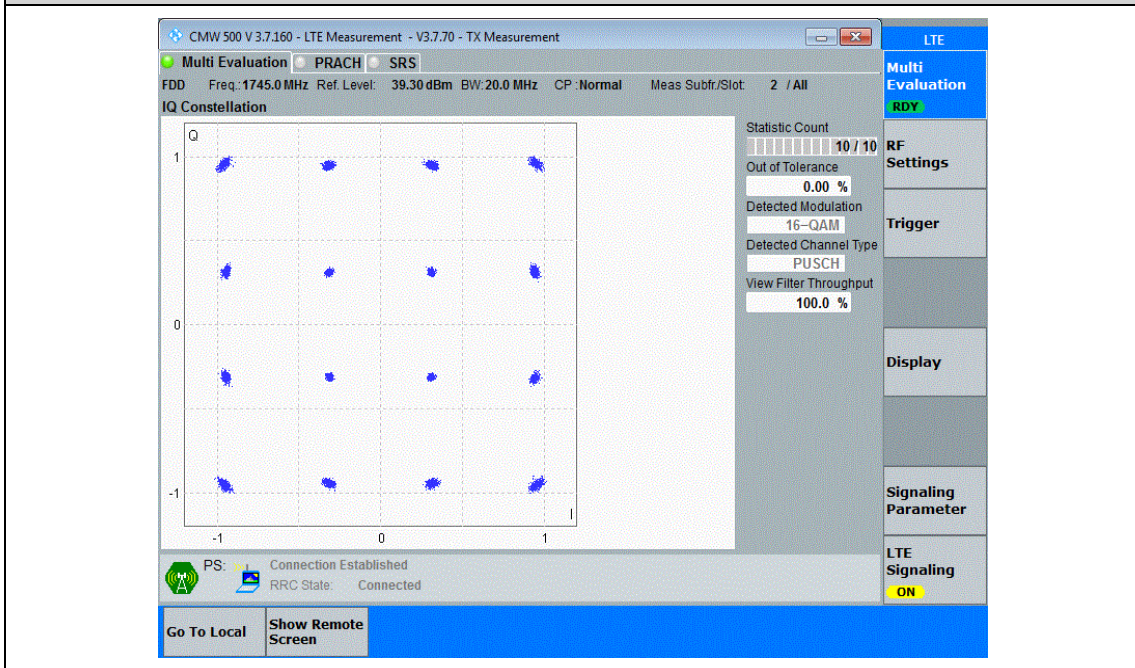 CMW 500 V 3.7.160 - LTE Measurement - V3.7.70 - TX Measurement
LTE
Multi Evaluation PRACH SRS
Multi
Evaluation
RDY
FDD Freq.: 1745.0 MHz Ref. Level: 39.30 dBm BW: 20.0 MHz CP : Normal Meas Subfr./Slot: 2 / All
IQ Constellation
Q
1
0
-1
-1 0 1
I
Statistic Count
10 / 10
Out of Tolerance
0.00 %
Detected Modulation
16-QAM
Detected Channel Type
PUSCH
View Filter Throughput
100.0 %
RF
Settings
Trigger
Display
Signaling
Parameter
LTE
Signaling
ON
PS: Connection Established
RRC State: Connected
Go To Local
Show Remote
Screen